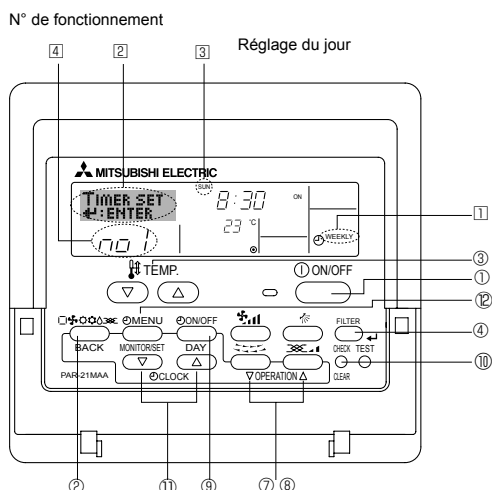 N° de fonctionnement
Réglage du jour
4 2 3
MITSUBISHI ELECTRIC
TIMER SET SUN 8:30 ON
:ENTER
23 °C
no 1 WEEKLY 1
TEMP. ON/OFF
③
①
⑫
④
⑩
MENU ON/OFF FILTER
BACK MONITOR/SET DAY CHECK TEST
PAR-21MAA CLOCK ▽OPERATION△ CLEAR
② ⑪ ⑨ ⑦ ⑧